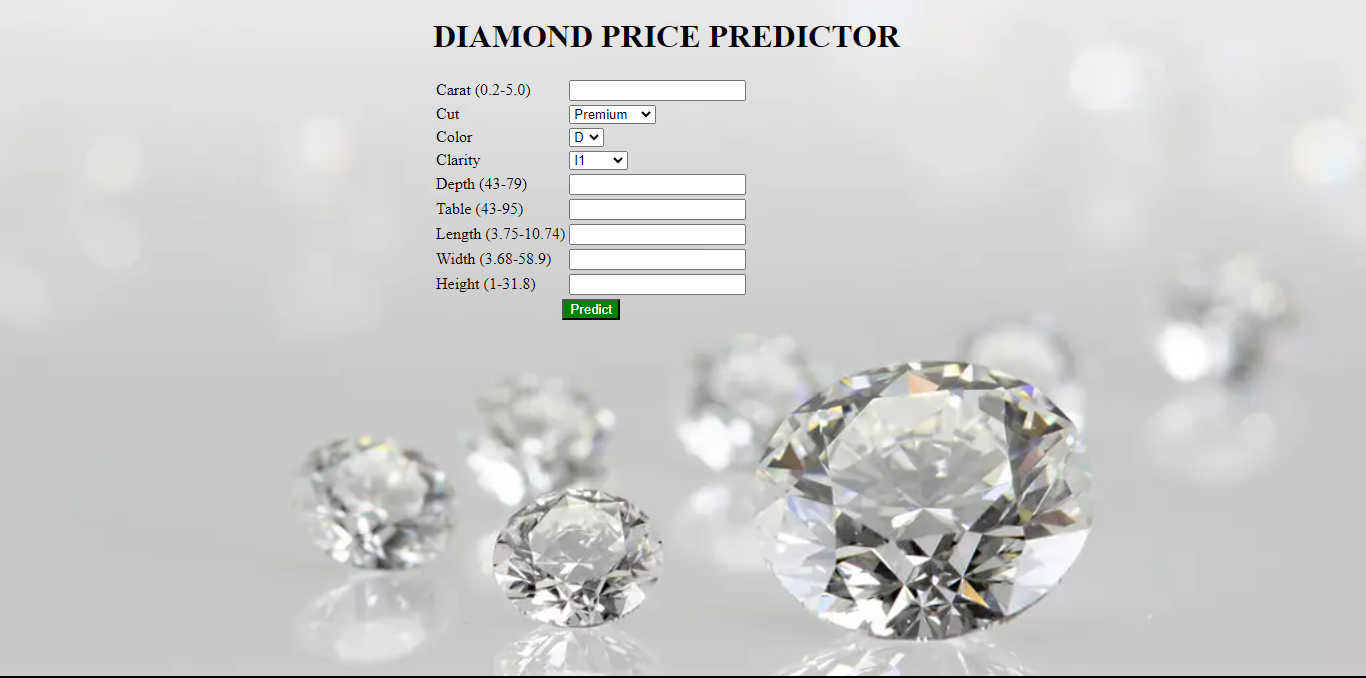 DIAMOND PRICE PREDICTOR
Carat (0.2-5.0)
Cut Premium
Color D
Clarity I1
Depth (43-79)
Table (43-95)
Length (3.75-10.74)
Width (3.68-58.9)
Height (1-31.8)
Predict